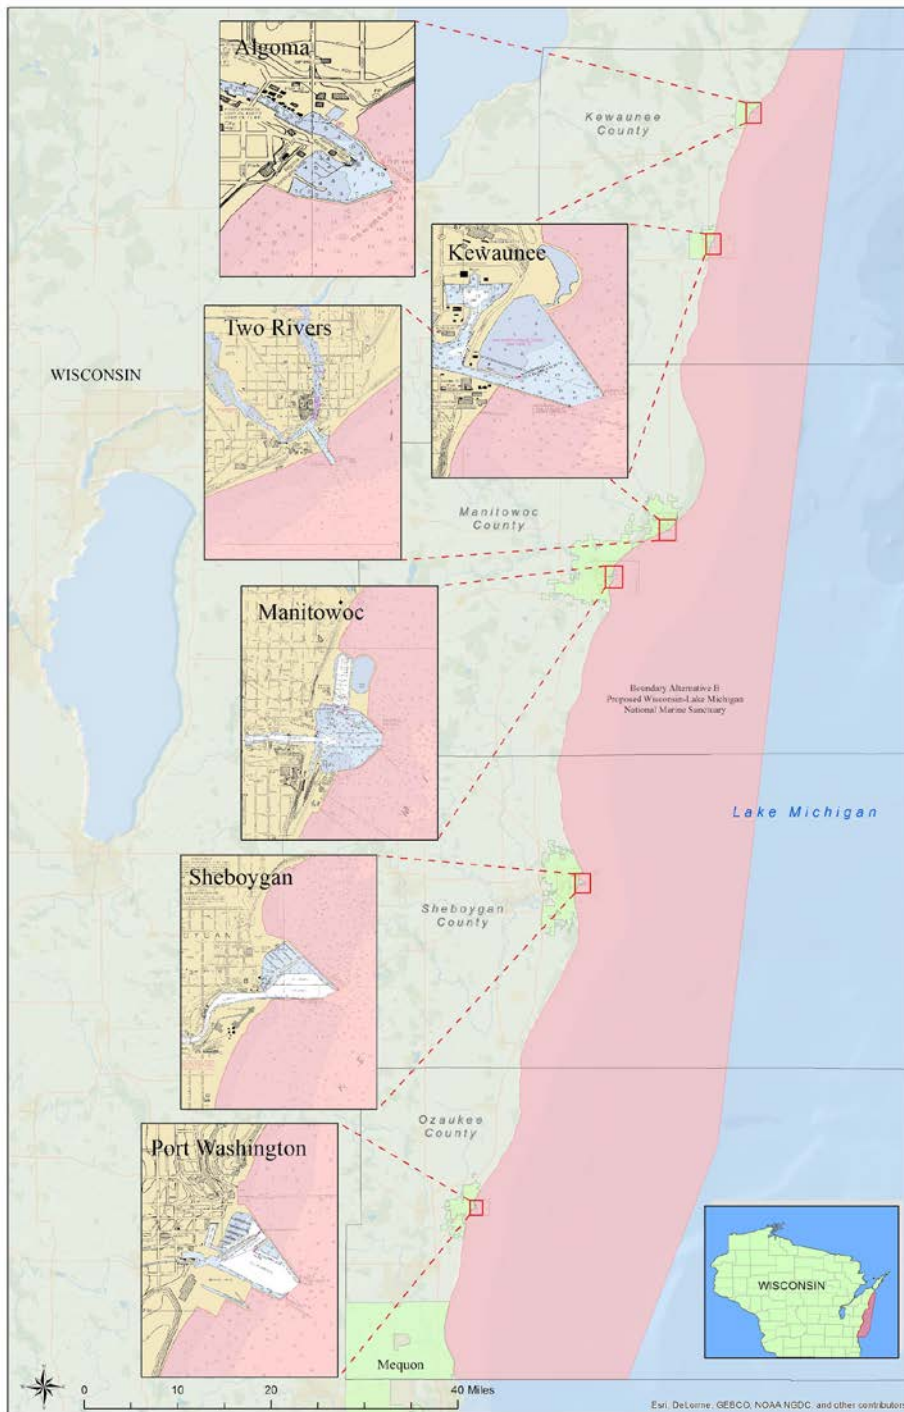 Algoma
Kewaunee
County
Kewaunee
Two Rivers
WISCONSIN
Manitowoc
County
Manitowoc
Boundary Alternative B
Proposed Wisconsin-Lake Michigan
National Marine Sanctuary
Lake Michigan
Sheboygan
Sheboygan
County
Ozaukee
County
Port Washington
WISCONSIN
Mequon
0 10 20 40 Miles
Esri, DeLorme, GEBCO, NOAA NGDC, and other contributors